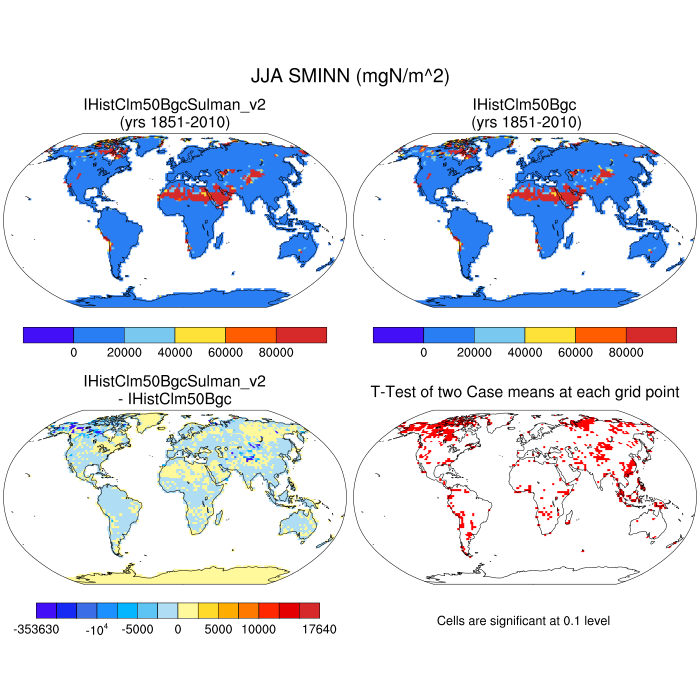 JJA SMINN (mgN/m^2)
IHistClm50BgcSulman_v2
(yrs 1851-2010)
IHistClm50Bgc
(yrs 1851-2010)
0 20000 40000 60000 80000
0 20000 40000 60000 80000
IHistClm50BgcSulman_v2
- IHistClm50Bgc
T-Test of two Case means at each grid point
-353630 -10⁴ -5000 0 5000 10000 17640
Cells are significant at 0.1 level